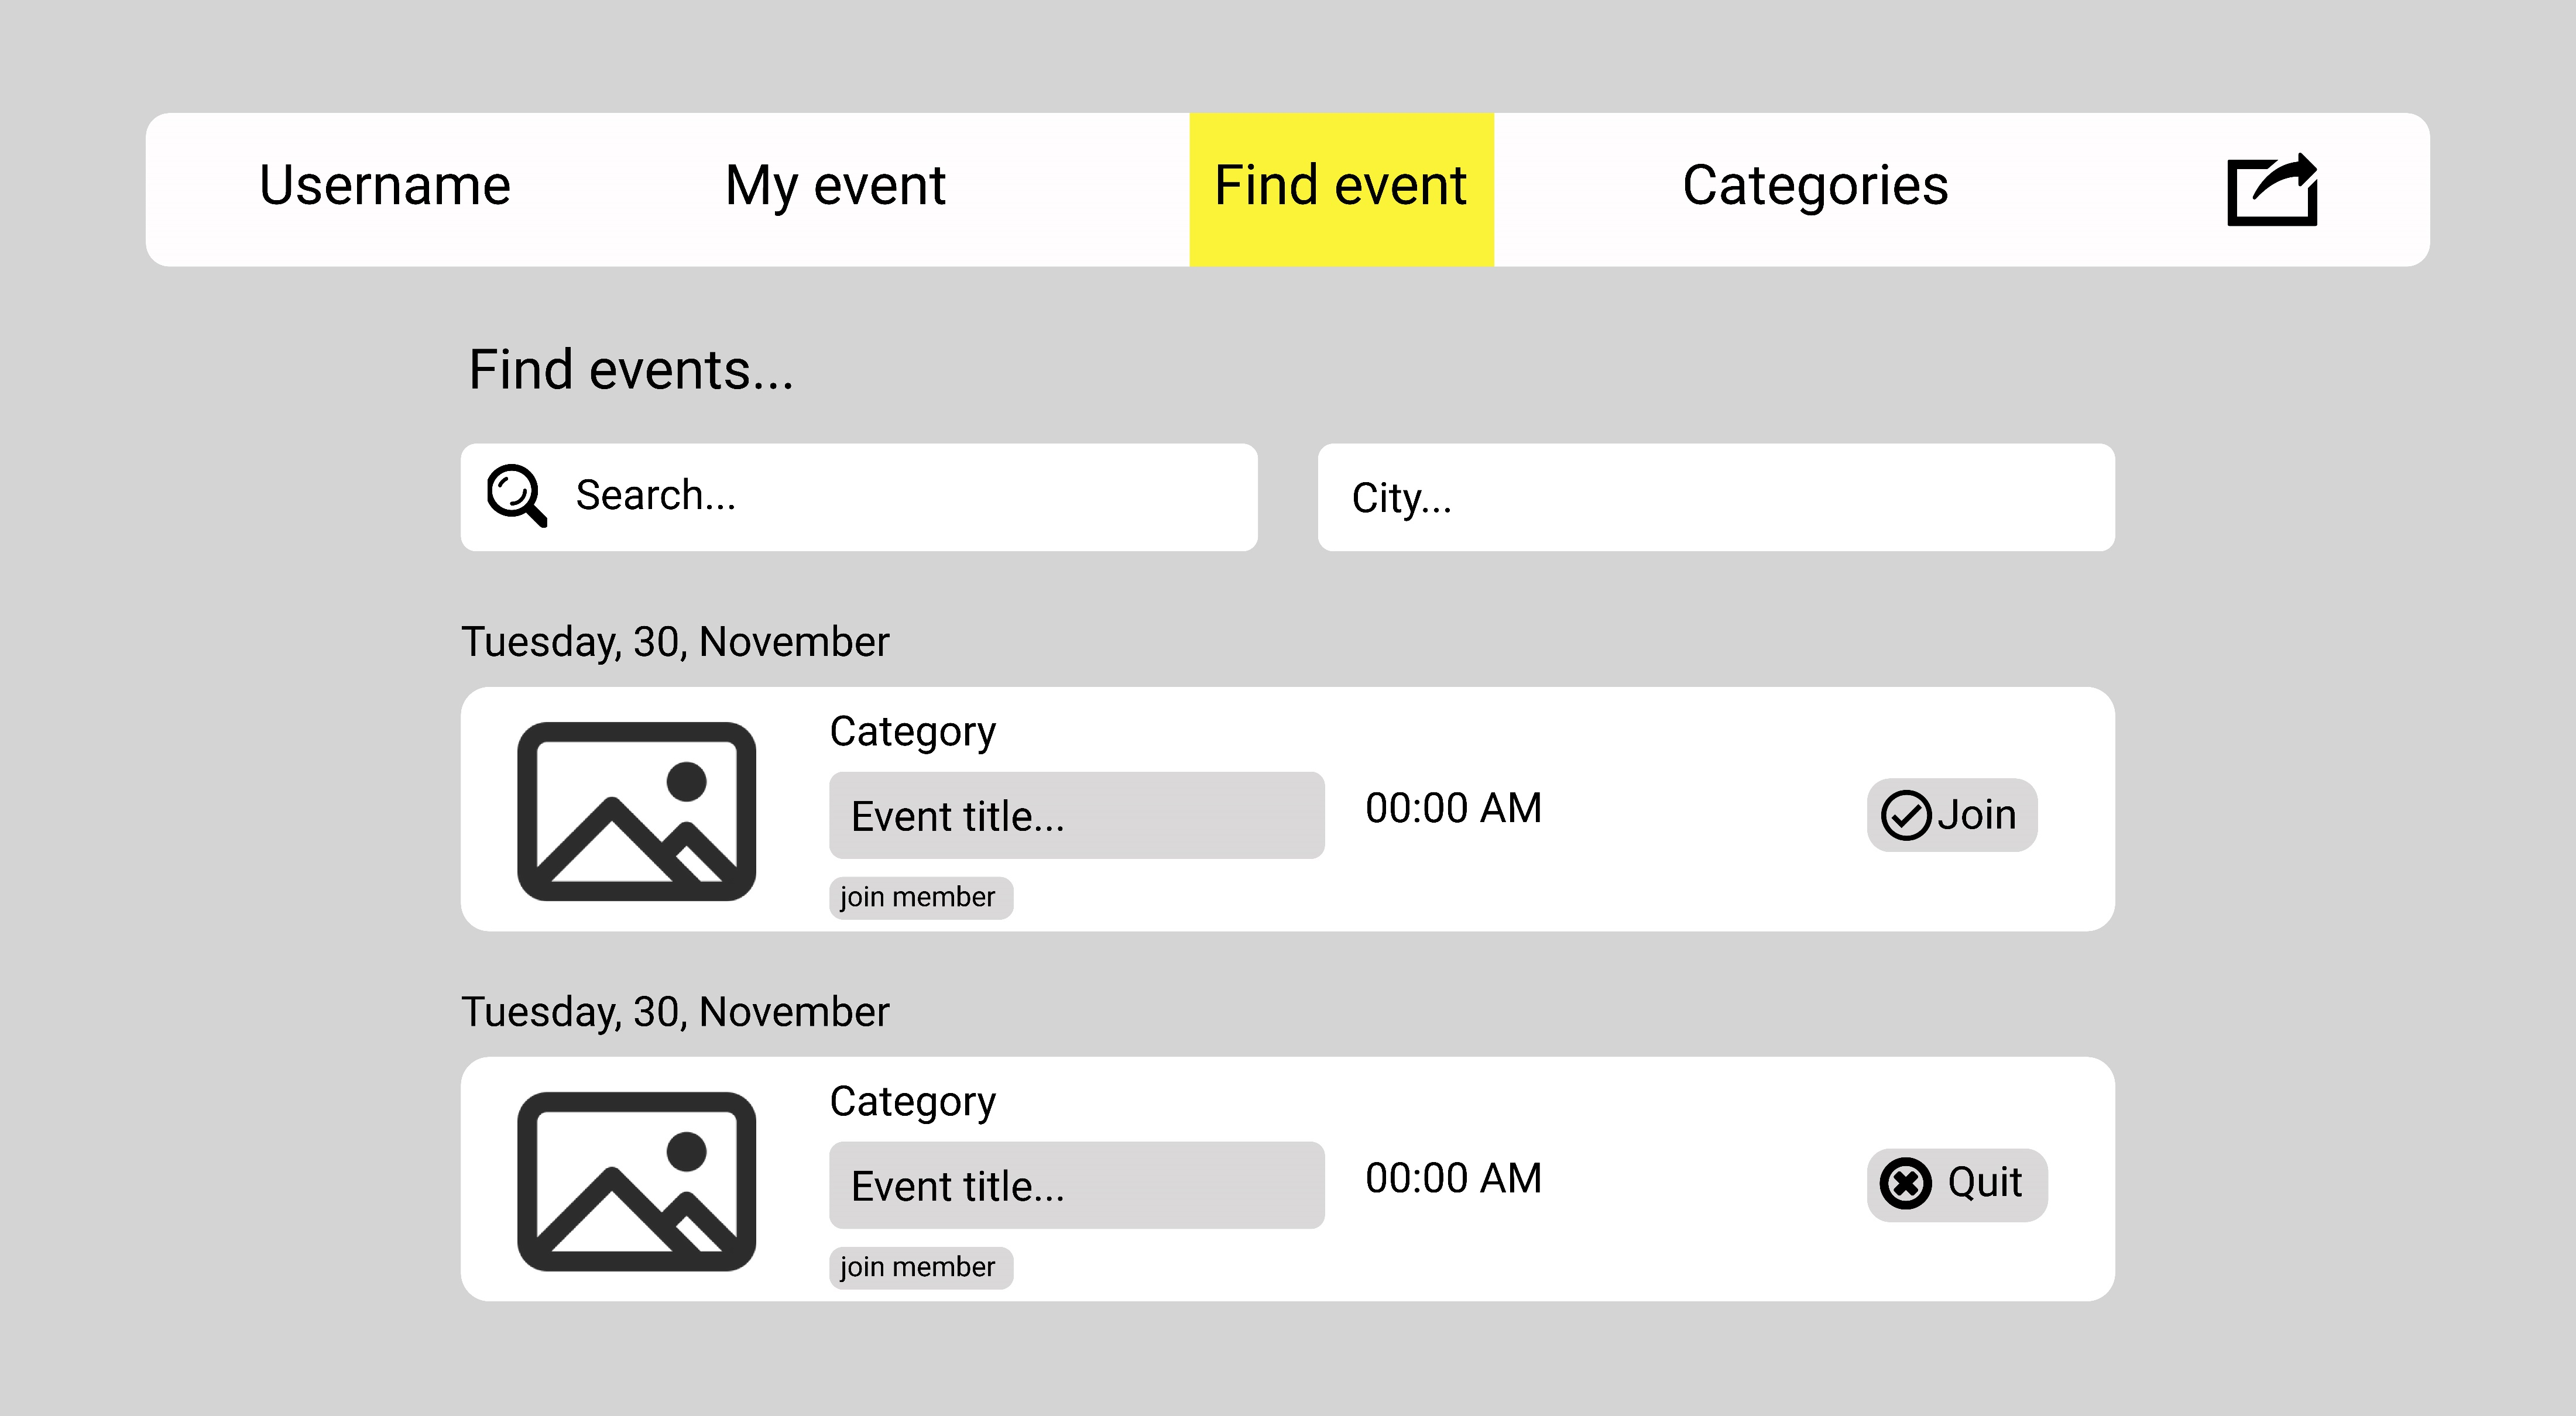 Username My event Find event Categories
Find events...
Search... City...
Tuesday, 30, November
Category
Event title... 00:00 AM Join
join member
Tuesday, 30, November
Category
Event title... 00:00 AM Quit
join member